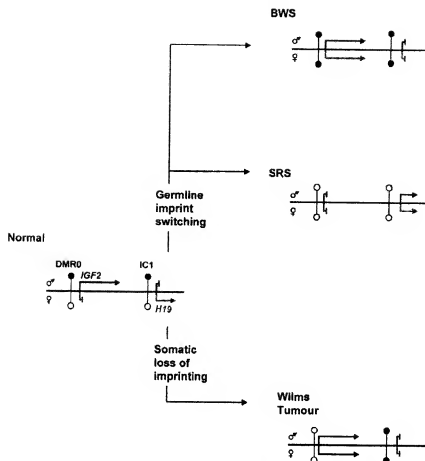 BWS
♂
♀
SRS
♂
♀
Germline
imprint
switching
Normal
DMR0
IGF2
IC1
♂
♀
H19
Somatic
loss of
imprinting
Wilms
Tumour
♂
♀